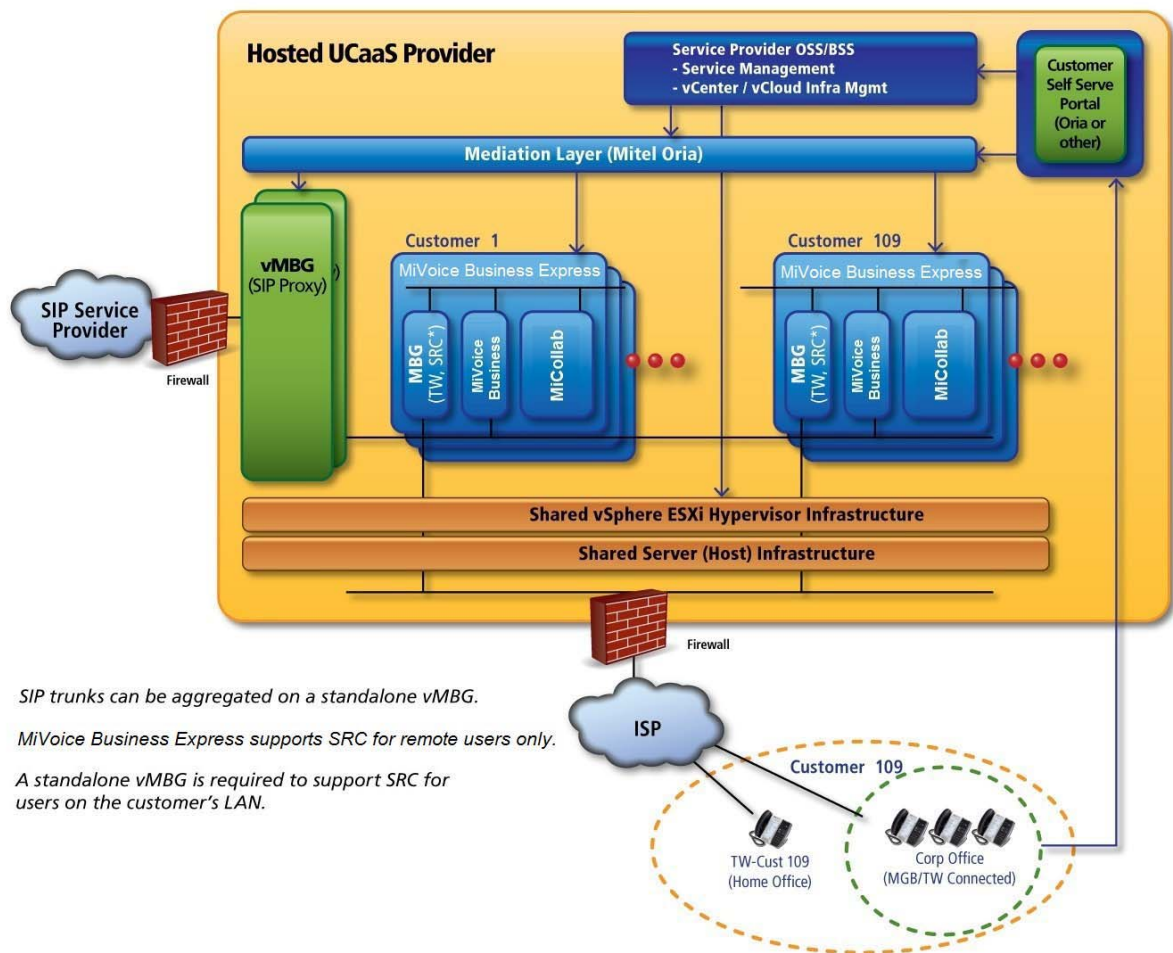 Hosted UCaaS Provider
Service Provider OSS/BSS
- Service Management
- vCenter / vCloud Infra Mgmt
Customer
Self Serve
Portal
(Oria or
other)
Mediation Layer (Mitel Oria)
vMBG
(SIP Proxy)
)
SIP Service
Provider
Firewall
Customer 1
MiVoice Business Express
MBG
(TW, SRC*)
MiVoice
Business
MiCollab
Customer 109
MiVoice Business Express
MBG
(TW, SRC*)
MiVoice
Business
MiCollab
Shared vSphere ESXi Hypervisor Infrastructure
Shared Server (Host) Infrastructure
Firewall
ISP
SIP trunks can be aggregated on a standalone vMBG.
MiVoice Business Express supports SRC for remote users only.
A standalone vMBG is required to support SRC for
users on the customer's LAN.
Customer 109
TW-Cust 109
(Home Office)
Corp Office
(MGB/TW Connected)